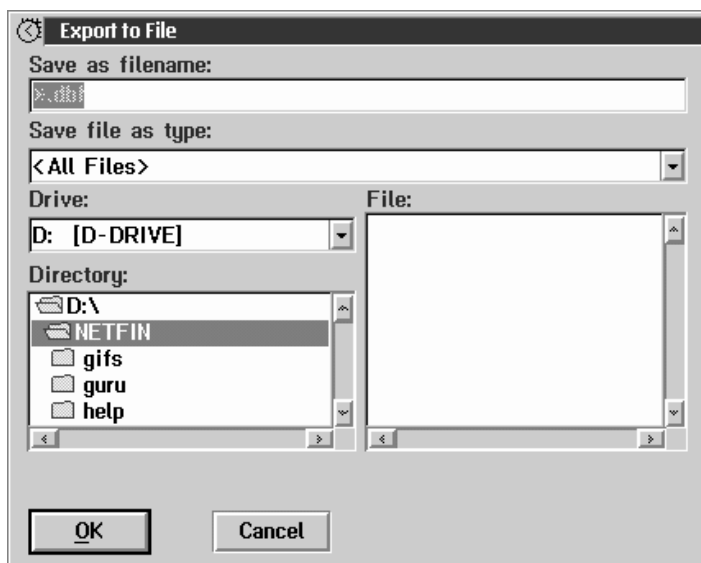 Export to File
Save as filename:
*.dbf
Save file as type:
<All Files>
Drive:
File:
D: [D-DRIVE]
Directory:
D:\
NETFIN
gifs
guru
help
OK
Cancel